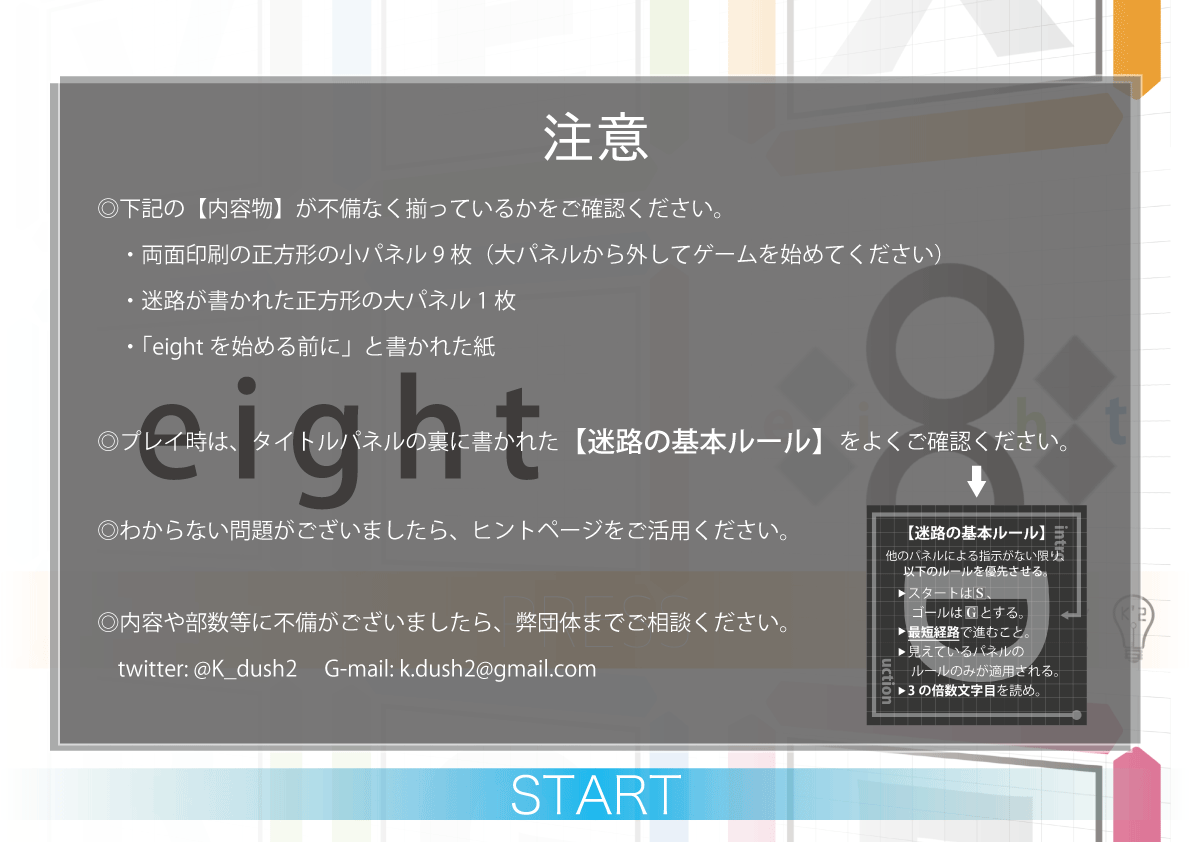 注意
◎下記の【内容物】が不備なく揃っているかをご確認ください。
・両面印刷の正方形の小パネル9枚（大パネルから外してゲームを始めてください）
・迷路が書かれた正方形の大パネル1枚
・「eightを始める前に」と書かれた紙
eight
eight
◎プレイ時は、タイトルパネルの裏に書かれた【迷路の基本ルール】をよくご確認ください。
◎わからない問題がございましたら、ヒントページをご活用ください。
PRESS
◎内容や部数等に不備がございましたら、弊団体までご相談ください。
twitter: @K_dush2 G-mail: k.dush2@gmail.com
【迷路の基本ルール】
他のパネルによる指示がない限り、
以下のルールを優先させる。
▶スタートはS、
ゴールはGとする。
▶最短経路で進むこと。
▶見えているパネルの
ルールのみが適用される。
▶3の倍数文字目を読め。
intr
uction
G
K'2
START